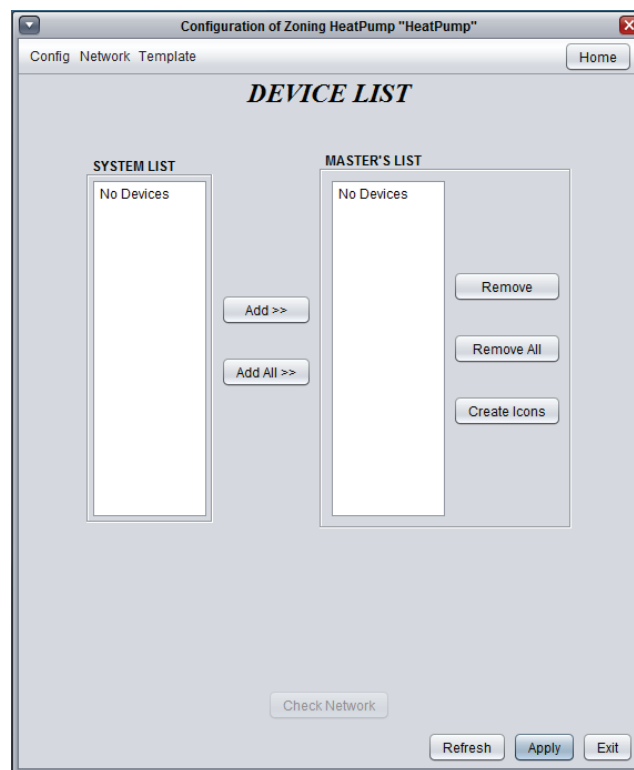 Configuration of Zoning HeatPump "HeatPump"
Config Network Template
Home
DEVICE LIST
SYSTEM LIST
No Devices
Add >>
Add All >>
MASTER'S LIST
No Devices
Remove
Remove All
Create Icons
Check Network
Refresh
Apply
Exit